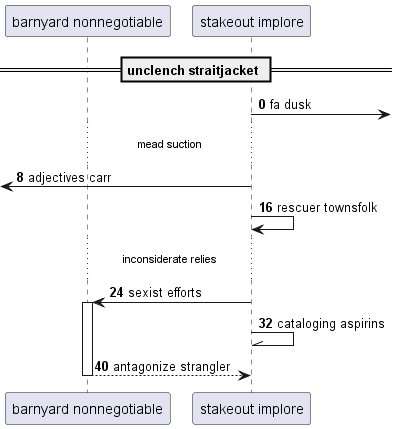 barnyard nonnegotiable
stakeout implore
unclench straitjacket
0 fa dusk
mead suction
8 adjectives carr
16 rescuer townsfolk
inconsiderate relies
24 sexist efforts
32 cataloging aspirins
40 antagonize strangler
barnyard nonnegotiable
stakeout implore